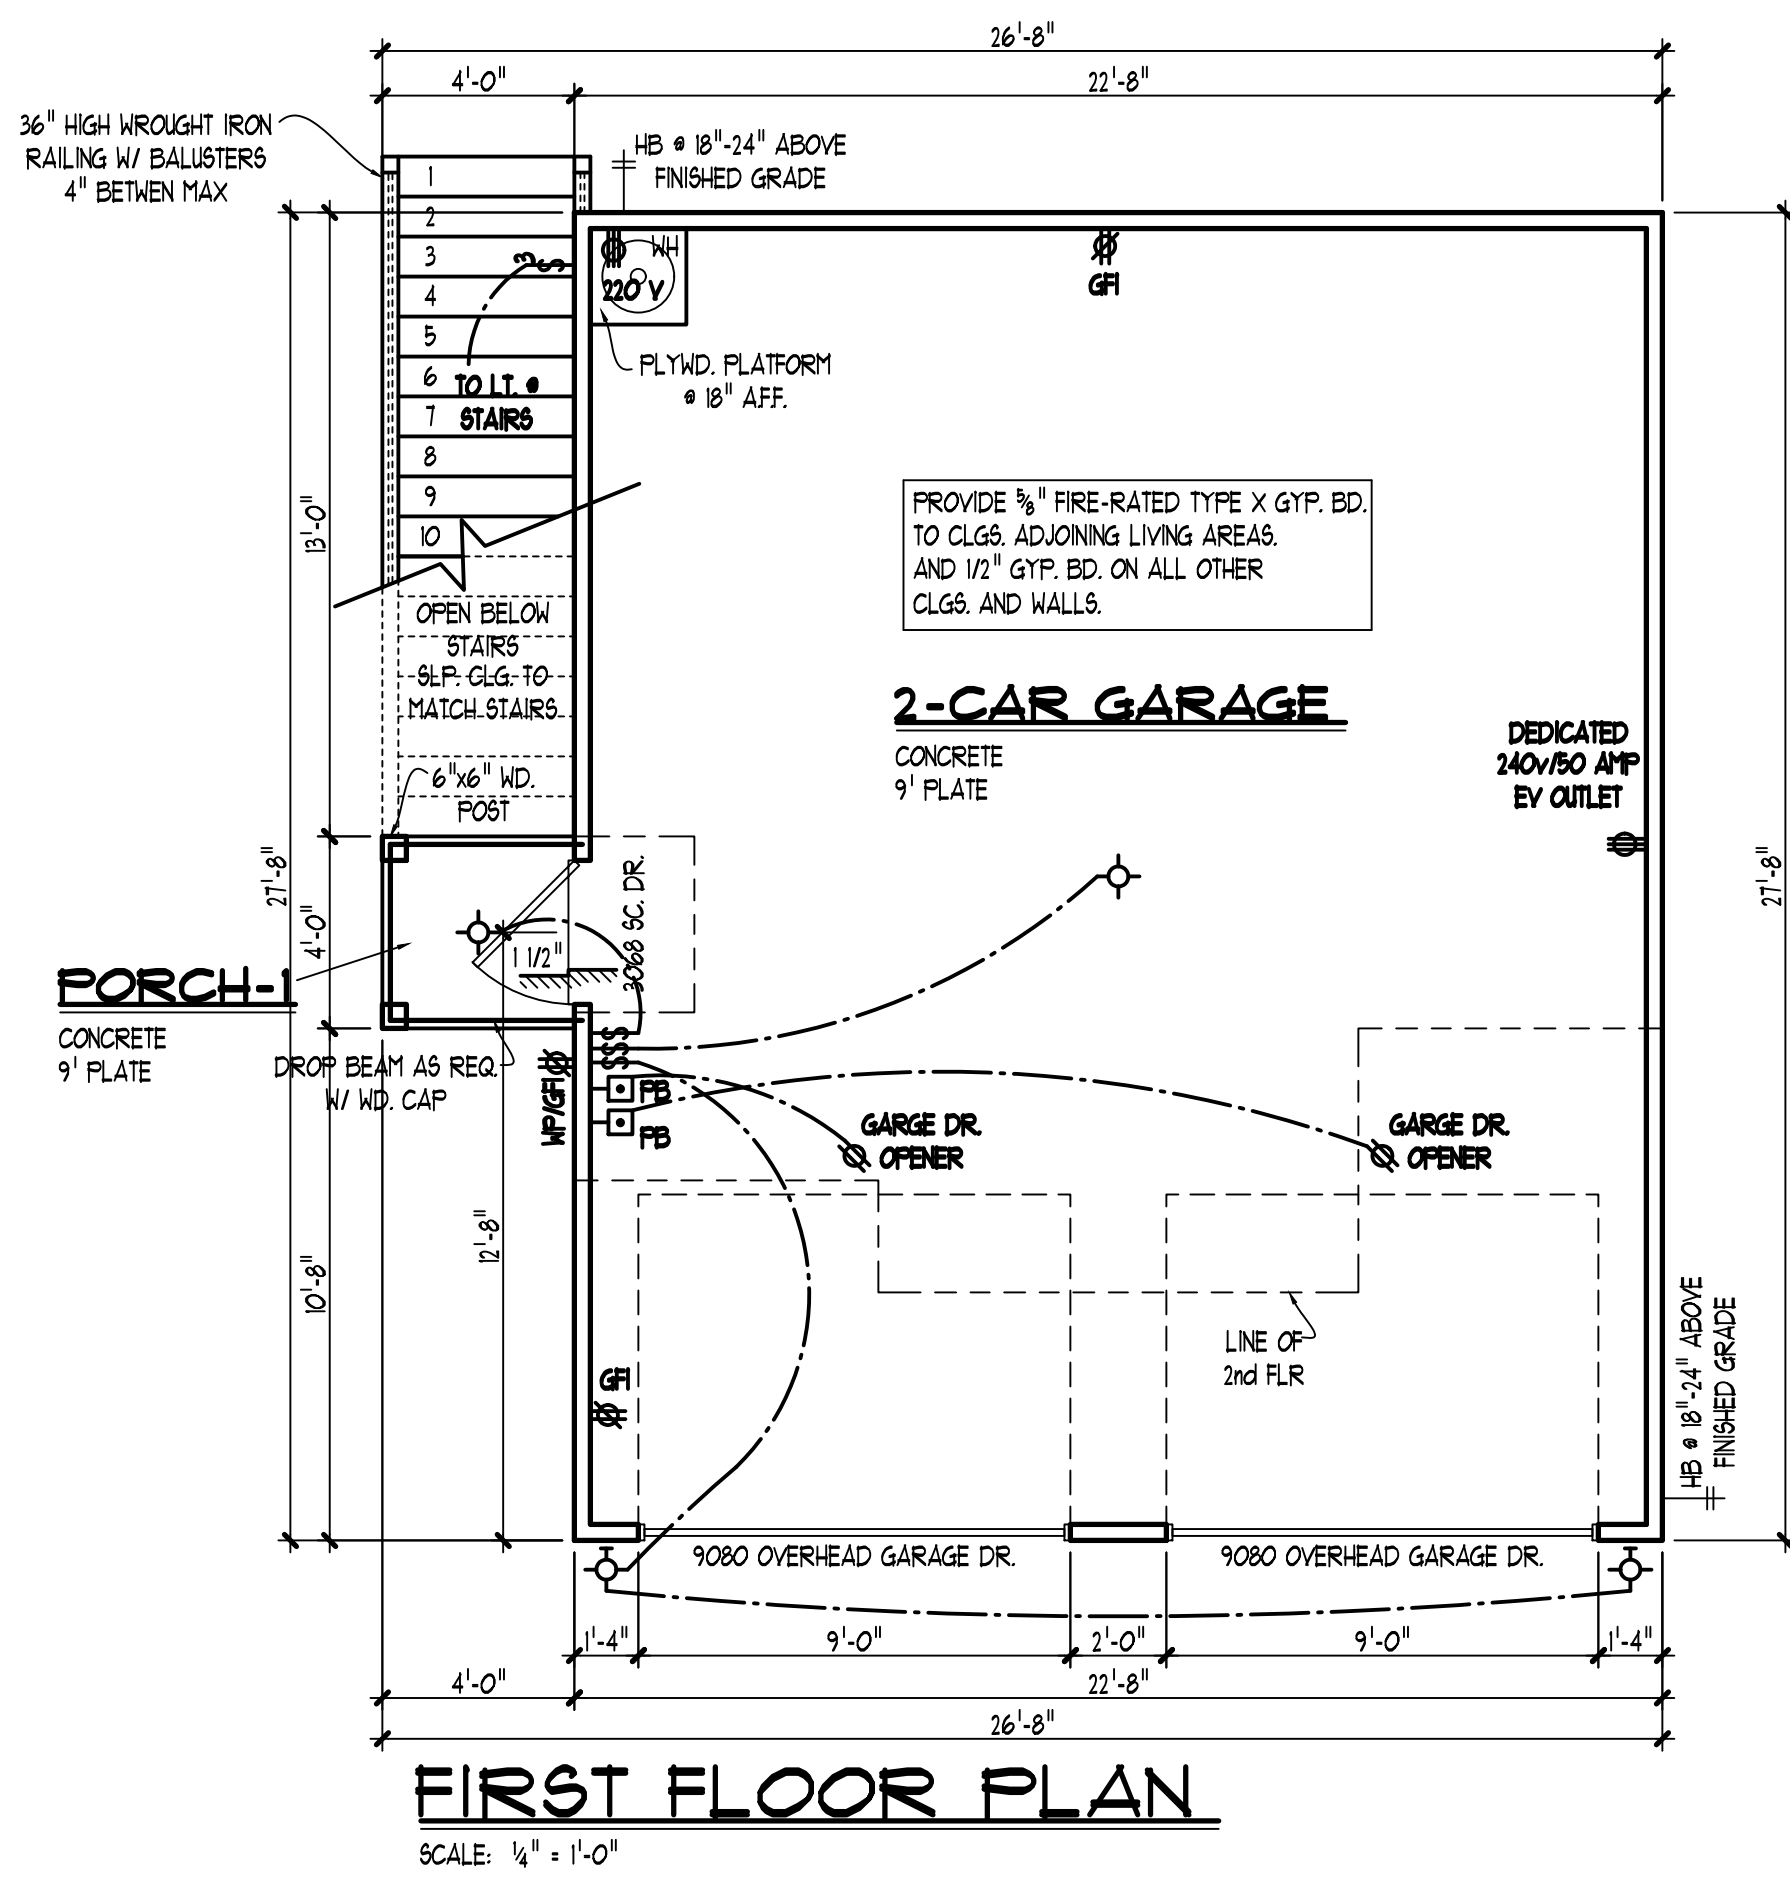 26'-8"
4'-0"
22'-8"
36" HIGH WROUGHT IRON
RAILING W/ BALUSTERS
4" BETWEN MAX
HB @ 18"-24" ABOVE
FINISHED GRADE
1
2
3
4
5
6
7
8
9
10
3
S
TO LT. @
STAIRS
WH
220 V
GFI
PLYWD. PLATFORM
@ 18" A.F.F.
PROVIDE ⅝" FIRE-RATED TYPE X GYP. BD.
TO CLGS. ADJOINING LIVING AREAS.
AND 1/2" GYP. BD. ON ALL OTHER
CLGS. AND WALLS.
13'-0"
OPEN BELOW
STAIRS
SLP. CLG. TO
MATCH STAIRS
2-CAR GARAGE
CONCRETE
9' PLATE
DEDICATED
240v/50 AMP
EV OUTLET
6"x6" WD.
POST
27'-8"
4'-0"
27'-8"
3068 SC. DR.
1 1/2"
PORCH-1
CONCRETE
9' PLATE
DROP BEAM AS REQ.
W/ WD. CAP
S
S
S
WP/GFI
PB
PB
GARGE DR.
OPENER
GARGE DR.
OPENER
12'-8"
10'-8"
LINE OF
2nd FLR
GFI
HB @ 18"-24" ABOVE
FINISHED GRADE
9080 OVERHEAD GARAGE DR.
9080 OVERHEAD GARAGE DR.
1'-4"
9'-0"
2'-0"
9'-0"
1'-4"
4'-0"
22'-8"
26'-8"
FIRST FLOOR PLAN
SCALE: ¼" = 1'-0"